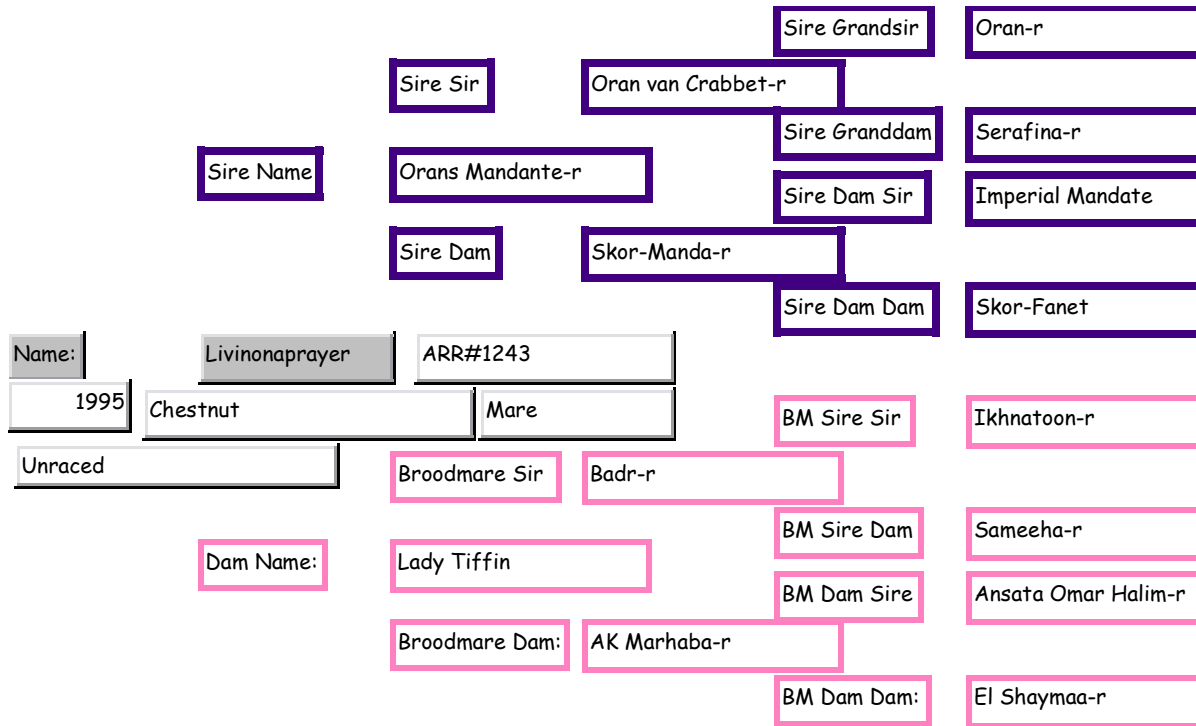 Sire Grandsir Oran-r
Sire Sir Oran van Crabbet-r
Sire Granddam Serafina-r
Sire Name Orans Mandante-r
Sire Dam Sir Imperial Mandate
Sire Dam Skor-Manda-r
Sire Dam Dam Skor-Fanet
Name: Livinonaprayer ARR#1243
1995 Chestnut Mare
BM Sire Sir Ikhnatoon-r
Unraced
Broodmare Sir Badr-r
BM Sire Dam Sameeha-r
Dam Name: Lady Tiffin
BM Dam Sire Ansata Omar Halim-r
Broodmare Dam: AK Marhaba-r
BM Dam Dam: El Shaymaa-r